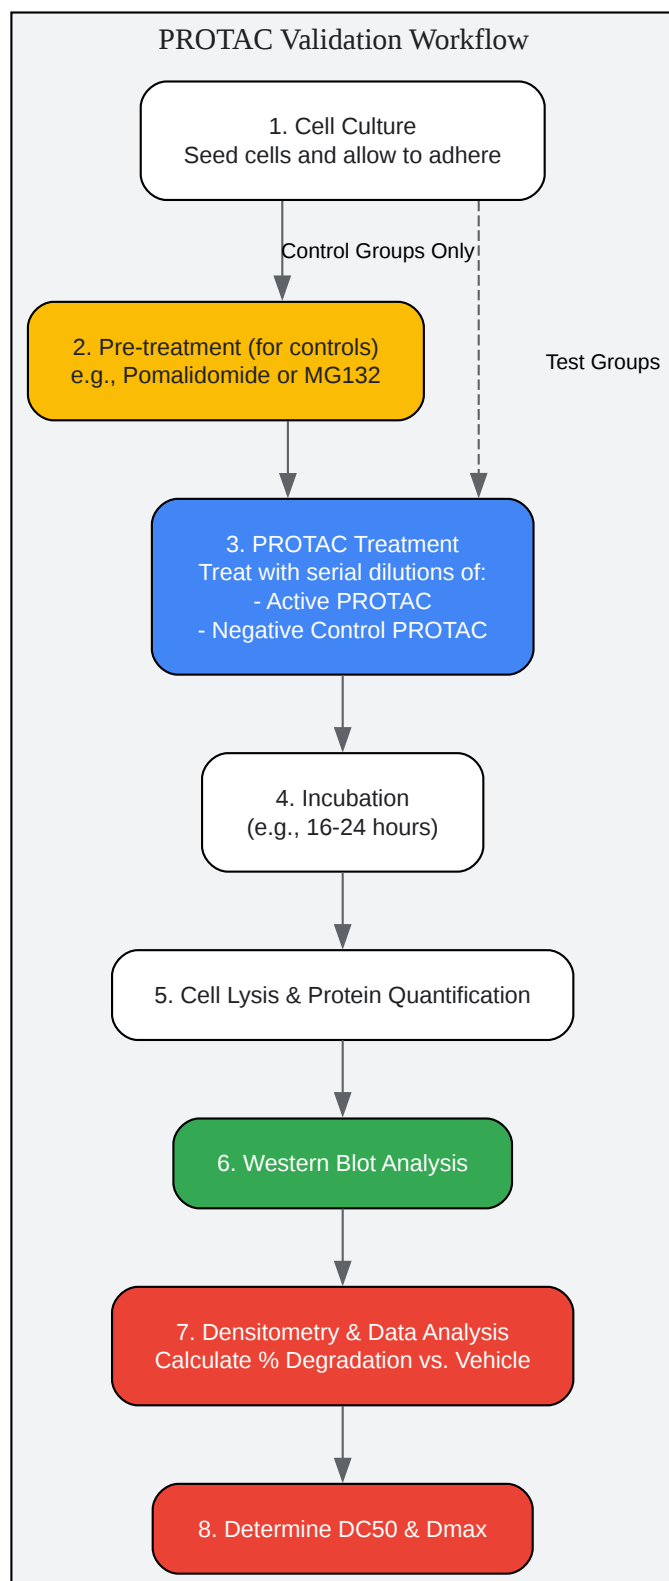 PROTAC Validation Workflow
1. Cell Culture
Seed cells and allow to adhere
Control Groups Only
2. Pre-treatment (for controls)
e.g., Pomalidomide or MG132
Test Groups
3. PROTAC Treatment
Treat with serial dilutions of:
- Active PROTAC
- Negative Control PROTAC
4. Incubation
(e.g., 16-24 hours)
5. Cell Lysis & Protein Quantification
6. Western Blot Analysis
7. Densitometry & Data Analysis
Calculate % Degradation vs. Vehicle
8. Determine DC50 & Dmax